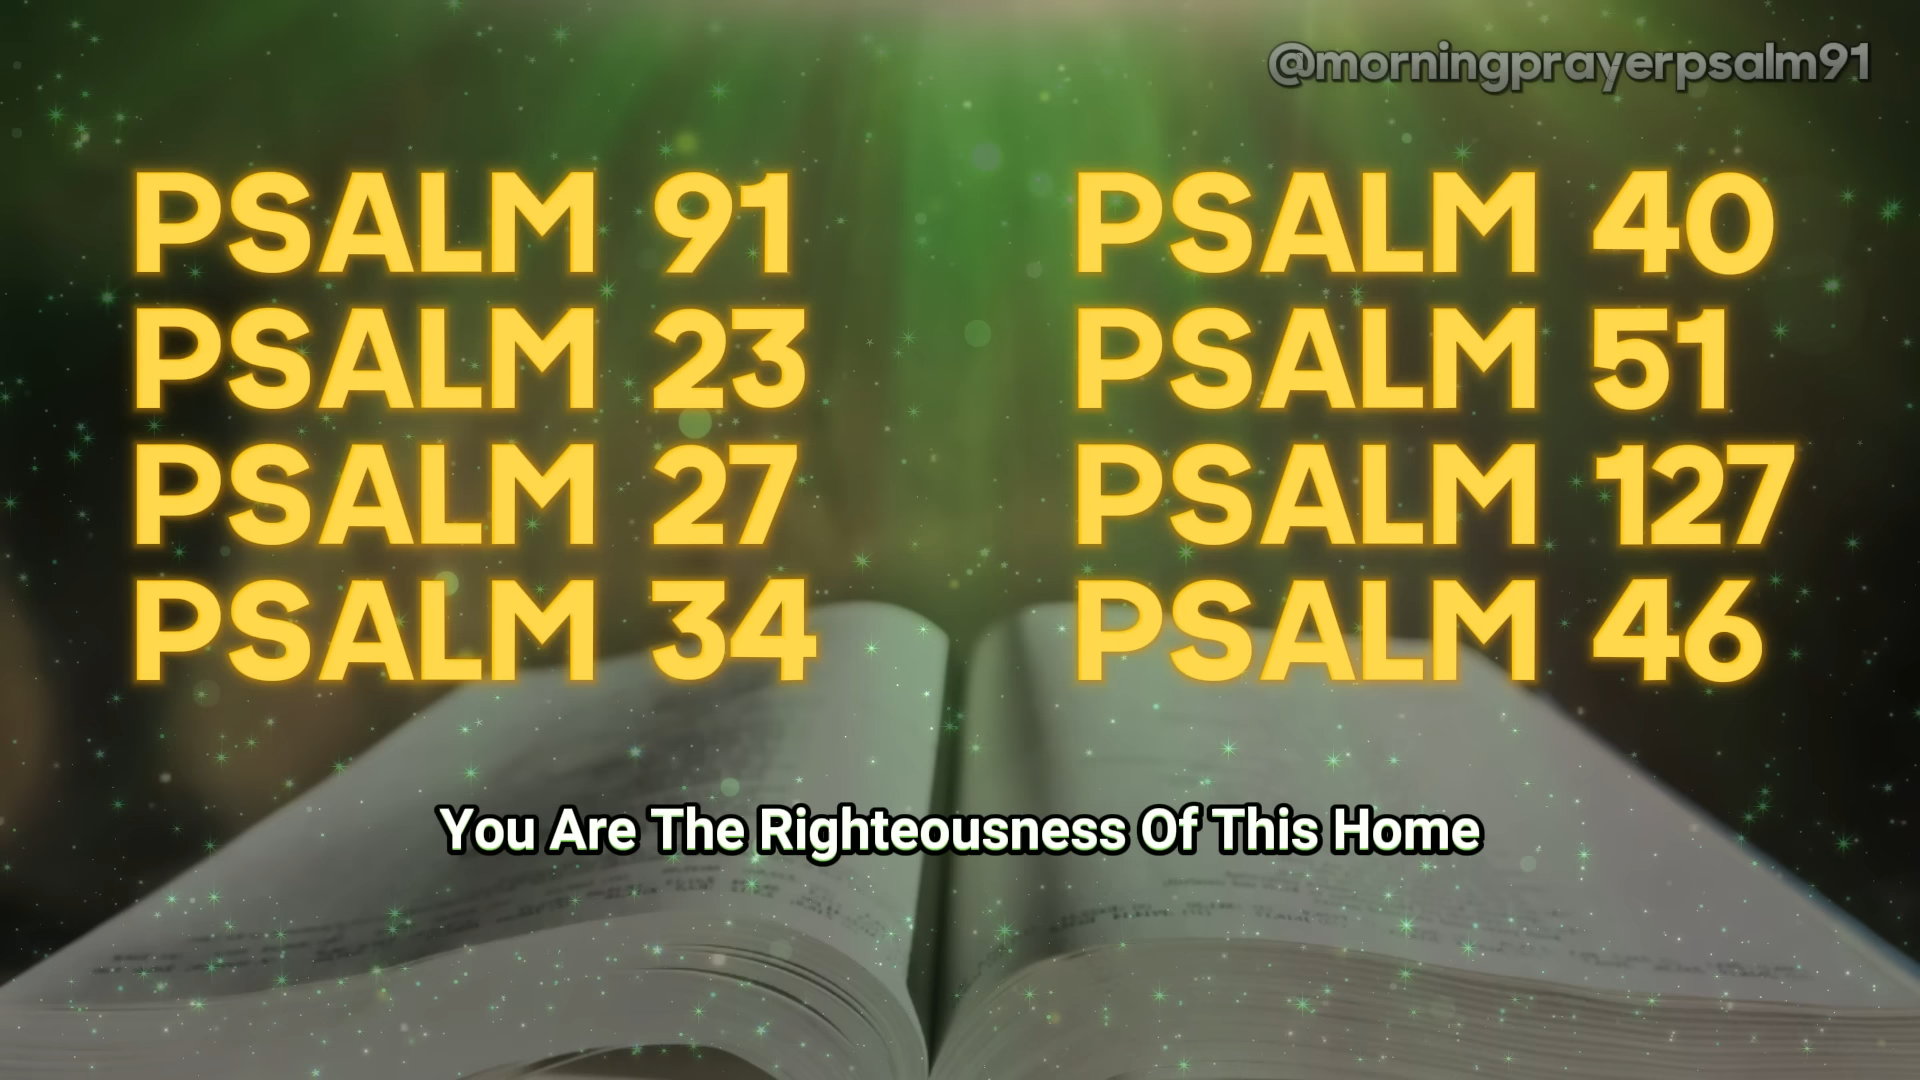 @morningprayerpsalm91
PSALM 91
PSALM 23
PSALM 27
PSALM 34
PSALM 40
PSALM 51
PSALM 127
PSALM 46
You Are The Righteousness Of This Home